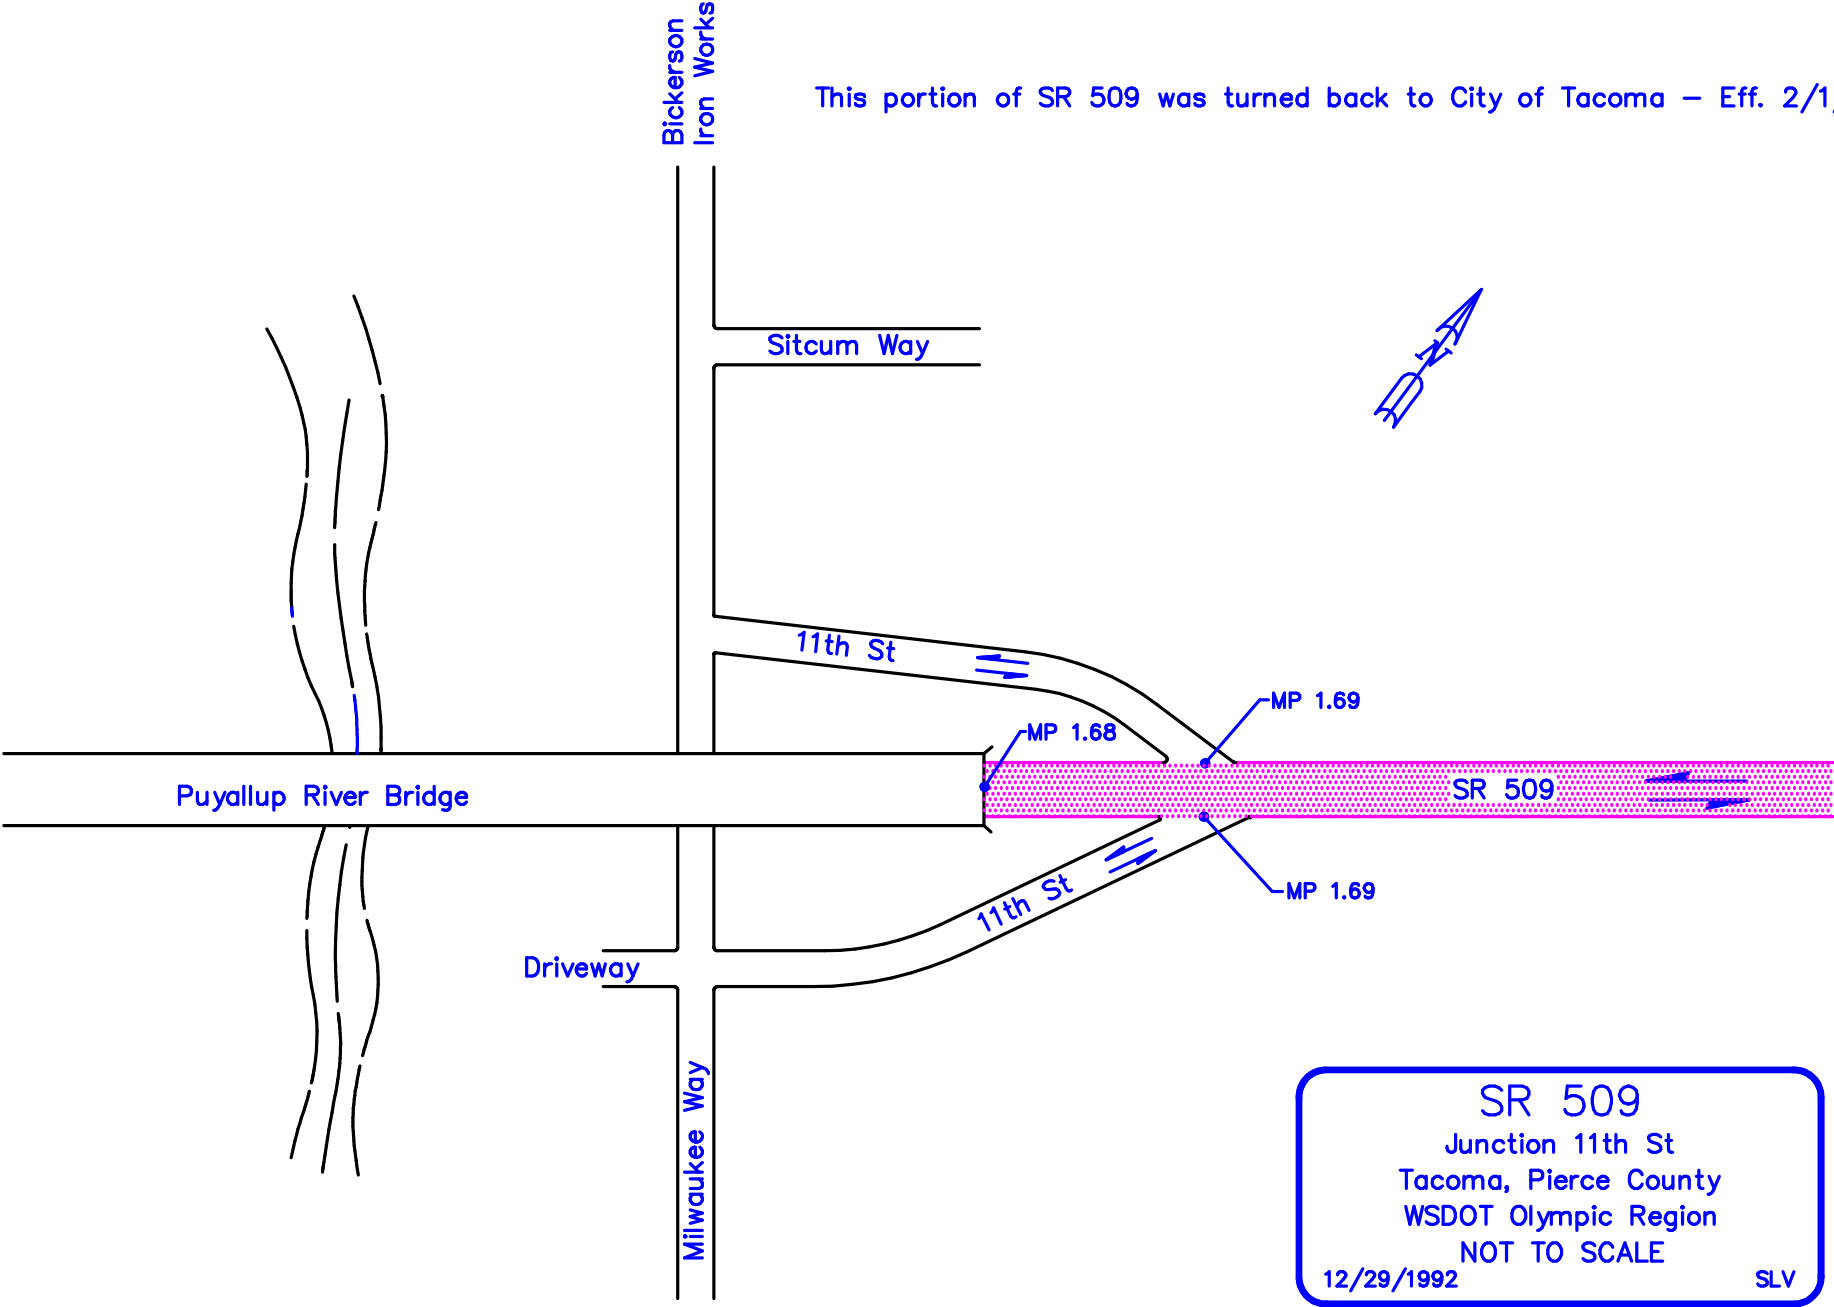 Bickerson
Iron Works
This portion of SR 509 was turned back to City of Tacoma – Eff. 2/1/
Sitcum Way
N
11th St
MP 1.69
MP 1.68
SR 509
Puyallup River Bridge
MP 1.69
11th St
Driveway
Milwaukee Way
SR 509
Junction 11th St
Tacoma, Pierce County
WSDOT Olympic Region
NOT TO SCALE
12/29/1992 SLV